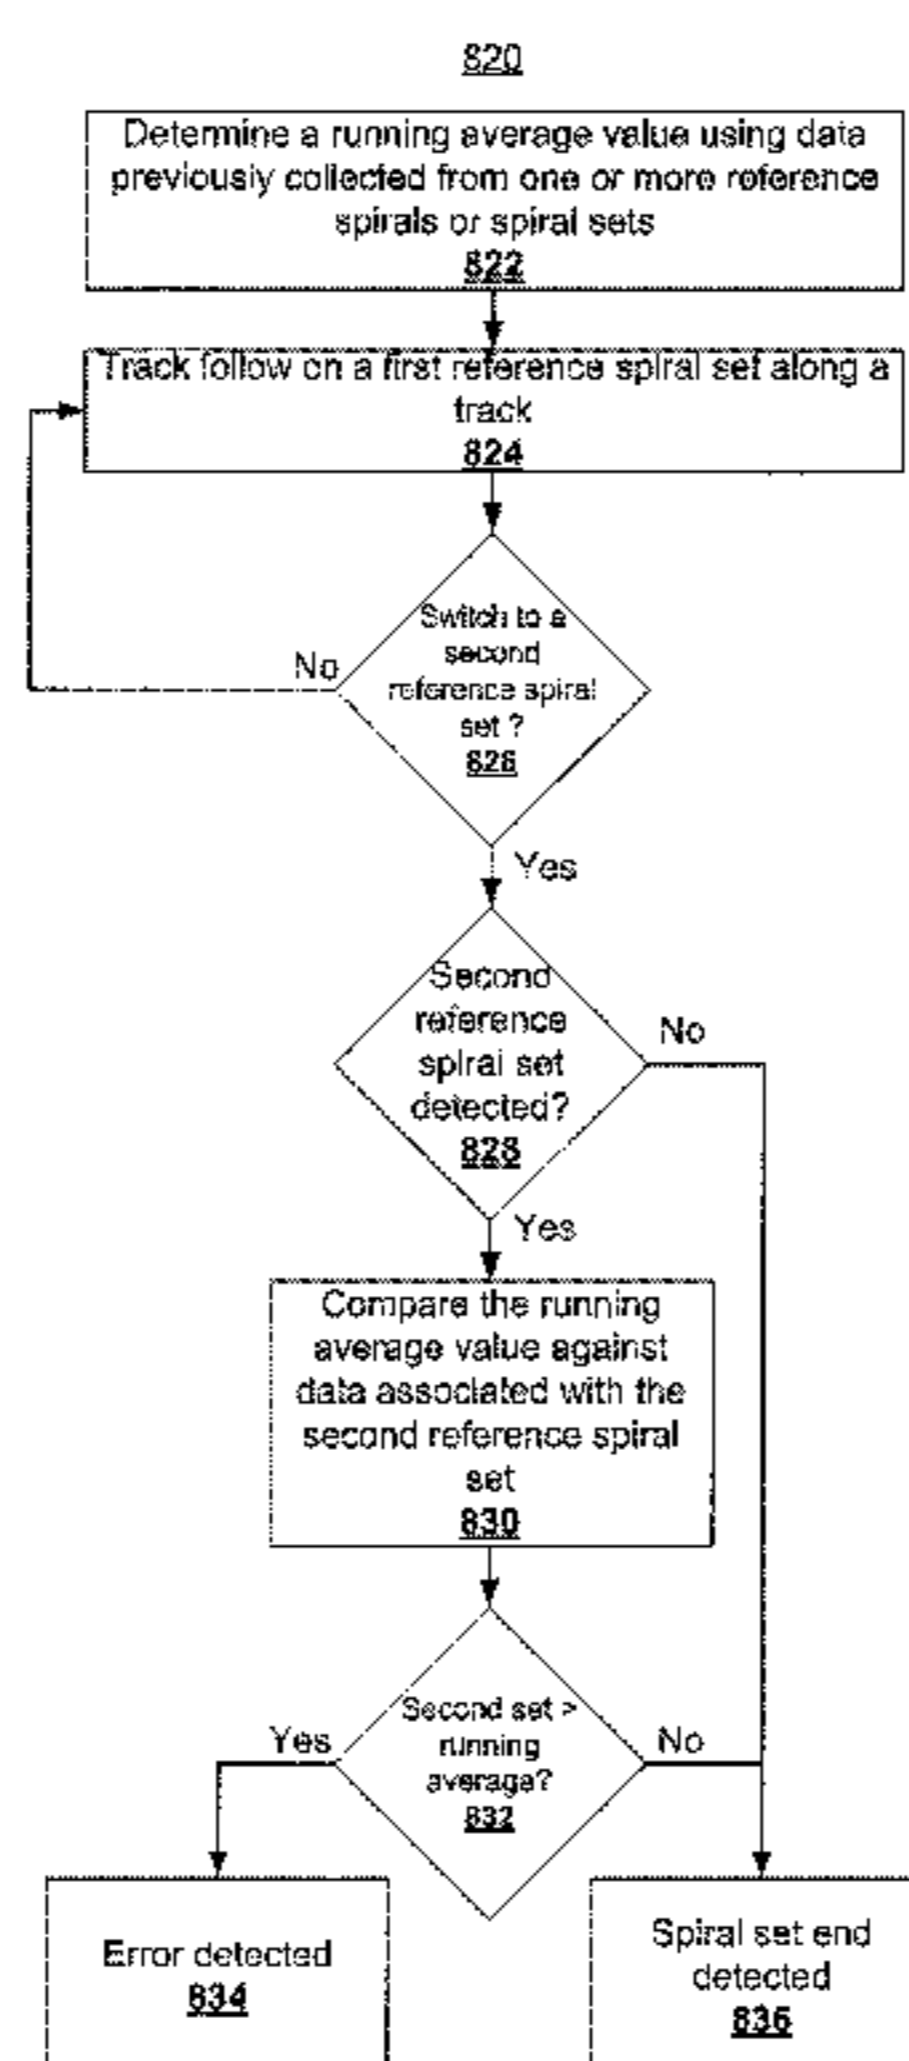 820
Determine a running average value using data
previously collected from one or more reference
spirals or spiral sets
822
Track follow on a first reference spiral set along a
track
824
Switch to a
second
reference spiral
set ?
826
No
Yes
Second
reference
spiral set
detected?
828
No
Yes
Compare the running
average value against
data associated with the
second reference spiral
set
830
Second set >
running
average?
832
Yes
No
Error detected
834
Spiral set end
detected
836